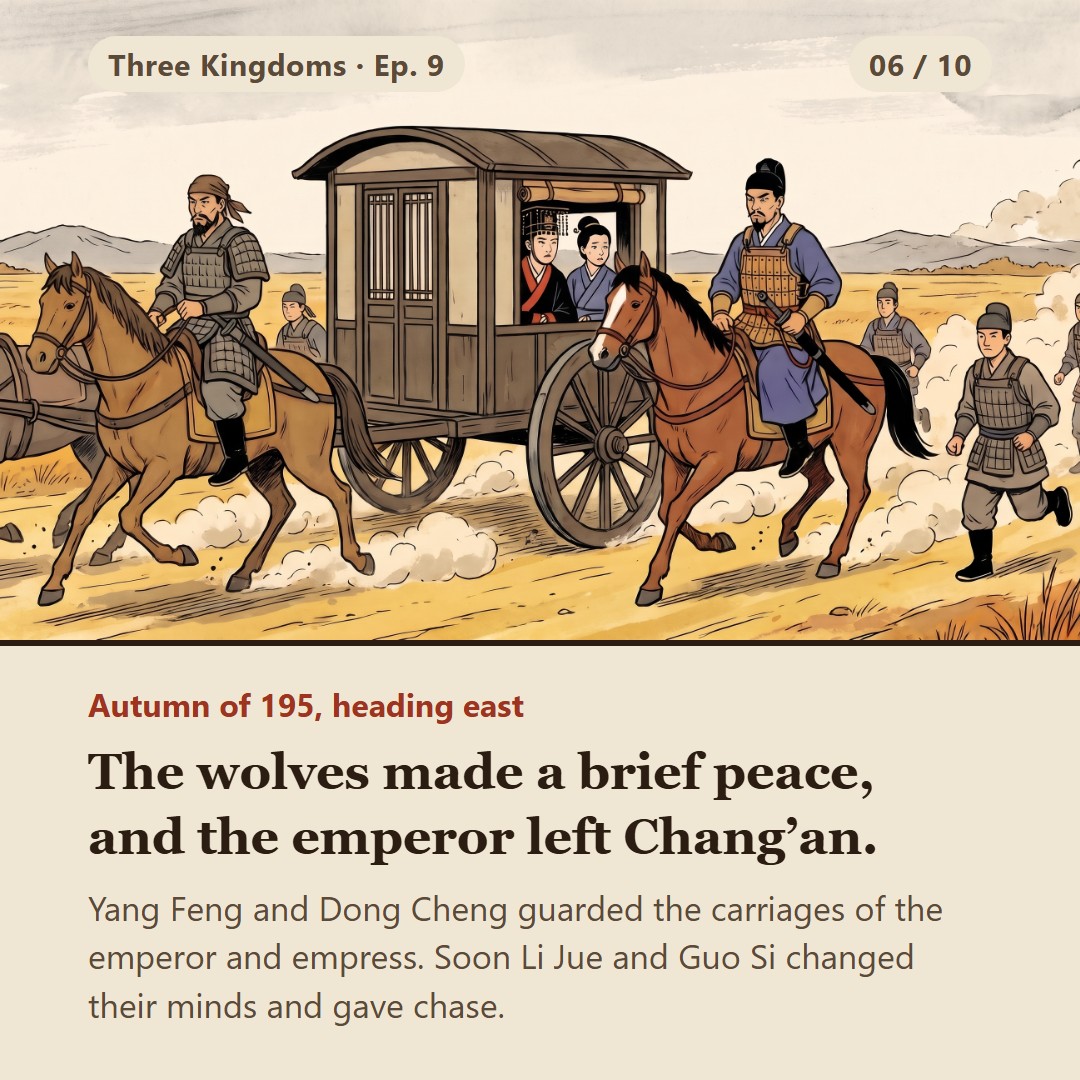 Three Kingdoms · Ep. 9
06 / 10
Autumn of 195, heading east
The wolves made a brief peace,
and the emperor left Chang’an.
Yang Feng and Dong Cheng guarded the carriages of the
emperor and empress. Soon Li Jue and Guo Si changed
their minds and gave chase.